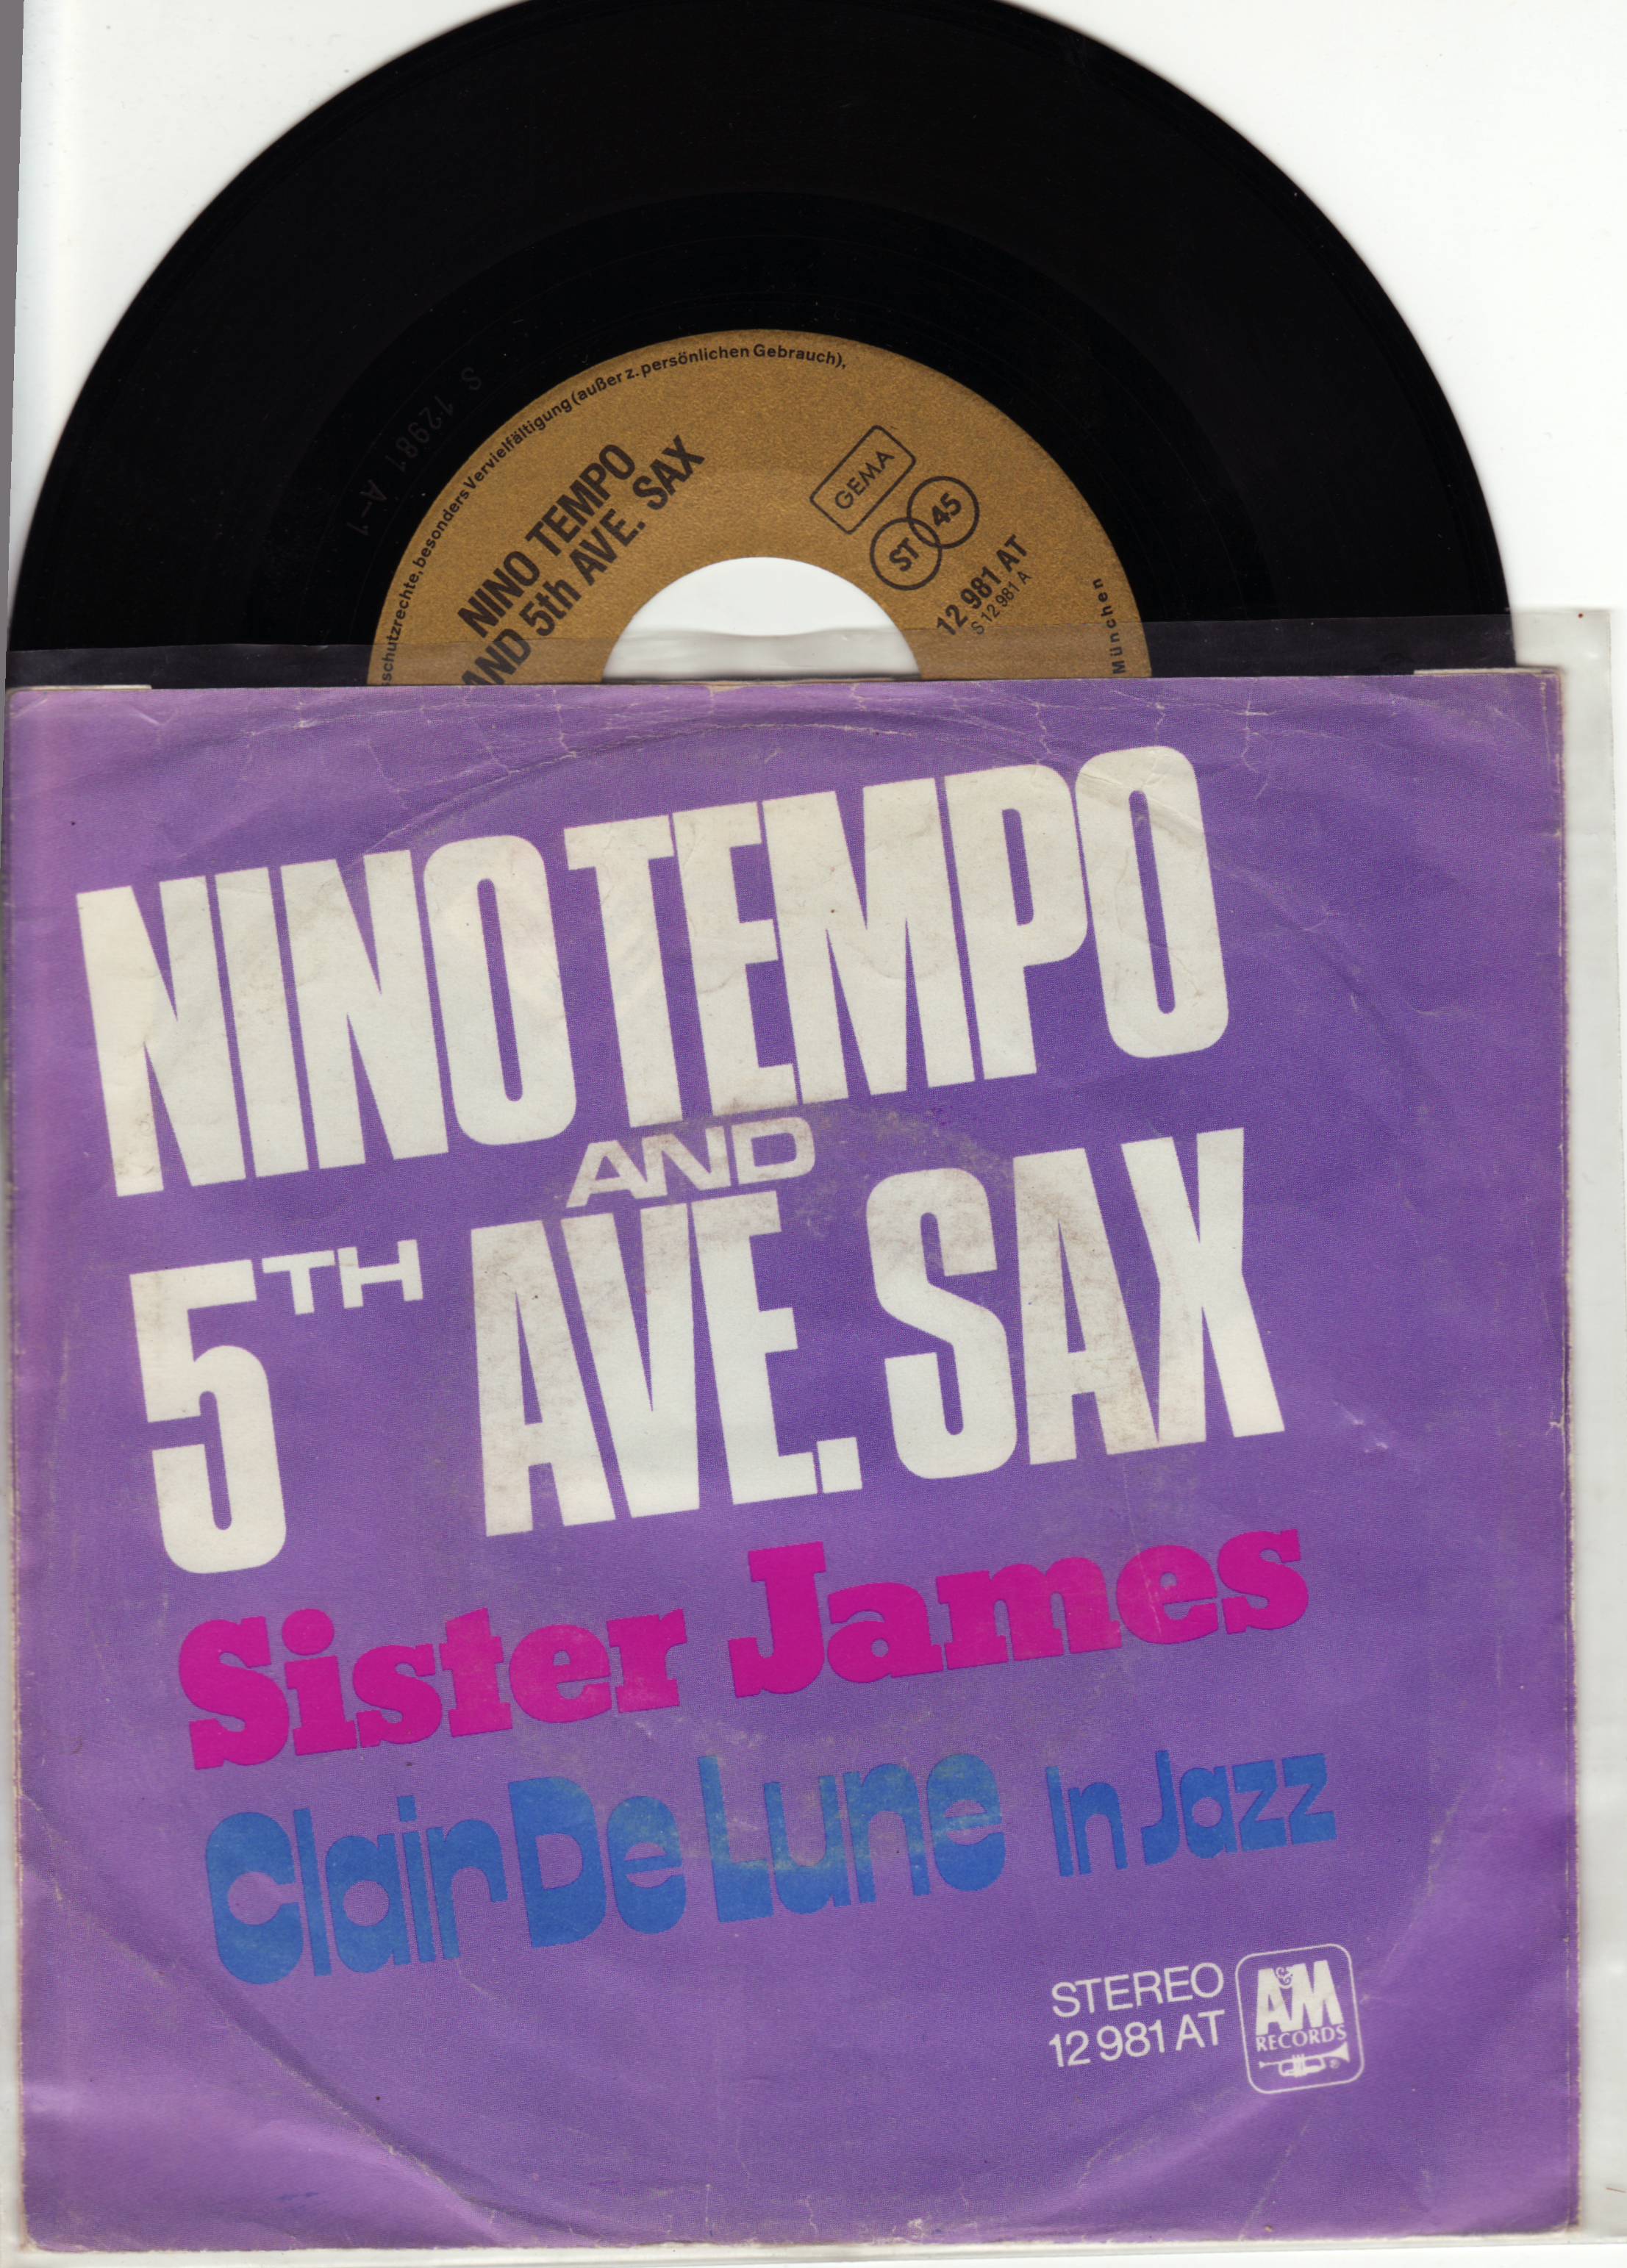 schutzrechte, besonders Vervielfältigung (außer z. persönlichen Gebrauch),
NINO TEMPO
AND 5th AVE. SAX
GEMA
ST 45
12 981 AT
S 12 981 A
München
S 12981 A-1
NINO TEMPO
AND
5TH AVE. SAX
Sister James
Clair De Lune In Jazz
STEREO
12 981 AT
A&M
RECORDS
®